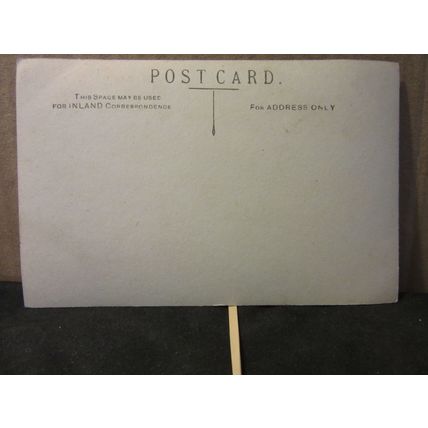 POST CARD.
THIS SPACE MAY BE USED
FOR INLAND CORRESPONDENCE
FOR ADDRESS ONLY